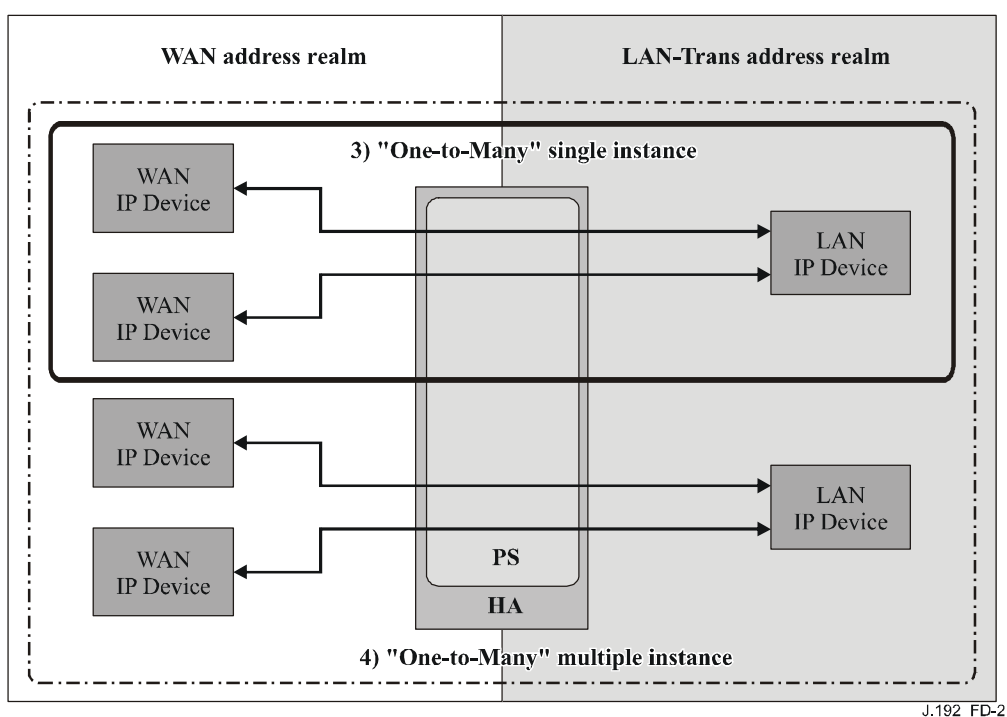 WAN address realm
LAN-Trans address realm
3) "One-to-Many" single instance
WAN
IP Device
LAN
IP Device
WAN
IP Device
WAN
IP Device
LAN
IP Device
WAN
IP Device
PS
HA
4) "One-to-Many" multiple instance
J.192 FD-2